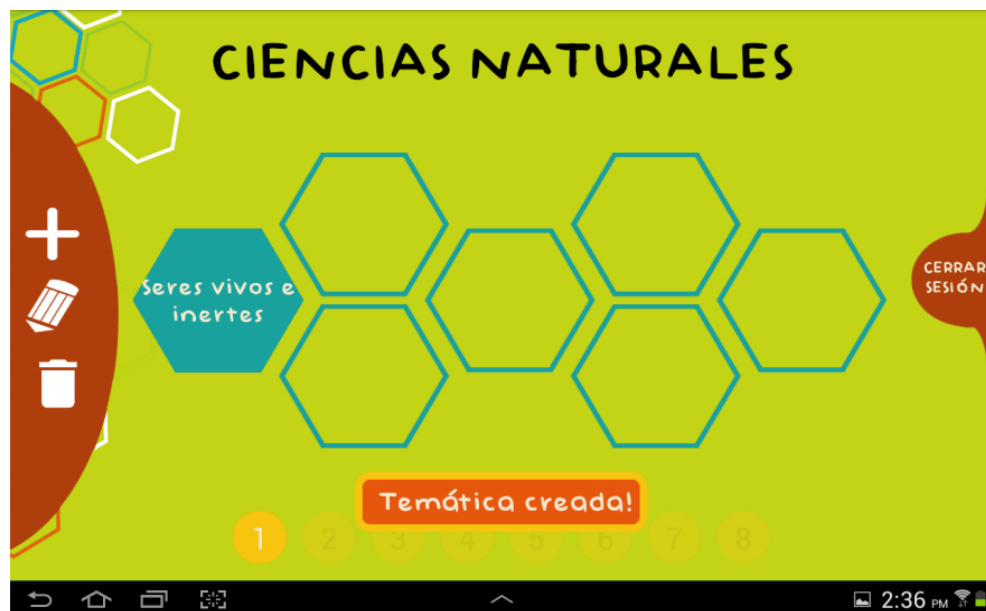 CIENCIAS NATURALES
Seres vivos e
inertes
CERRAR
SESIÓN
Temática creada!
1 2 3 4 5 6 7 8
2:36 PM